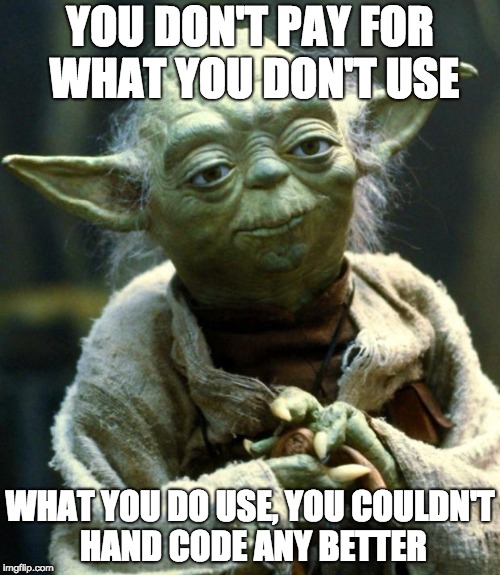 YOU DON'T PAY FOR
WHAT YOU DON'T USE
WHAT YOU DO USE, YOU COULDN'T
HAND CODE ANY BETTER
imgflip.com